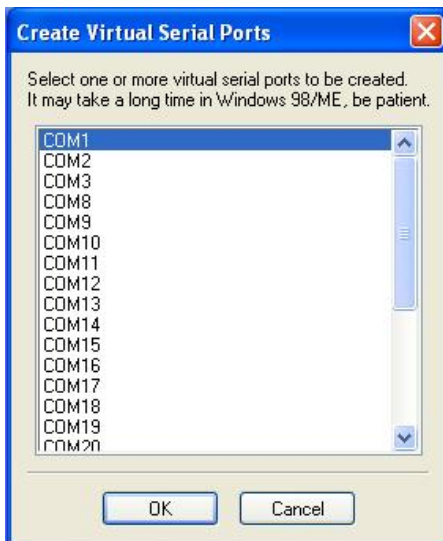 Create Virtual Serial Ports
Select one or more virtual serial ports to be created.
It may take a long time in Windows 98/ME, be patient.
COM1
COM2
COM3
COM8
COM9
COM10
COM11
COM12
COM13
COM14
COM15
COM16
COM17
COM18
COM19
COM20
OK
Cancel